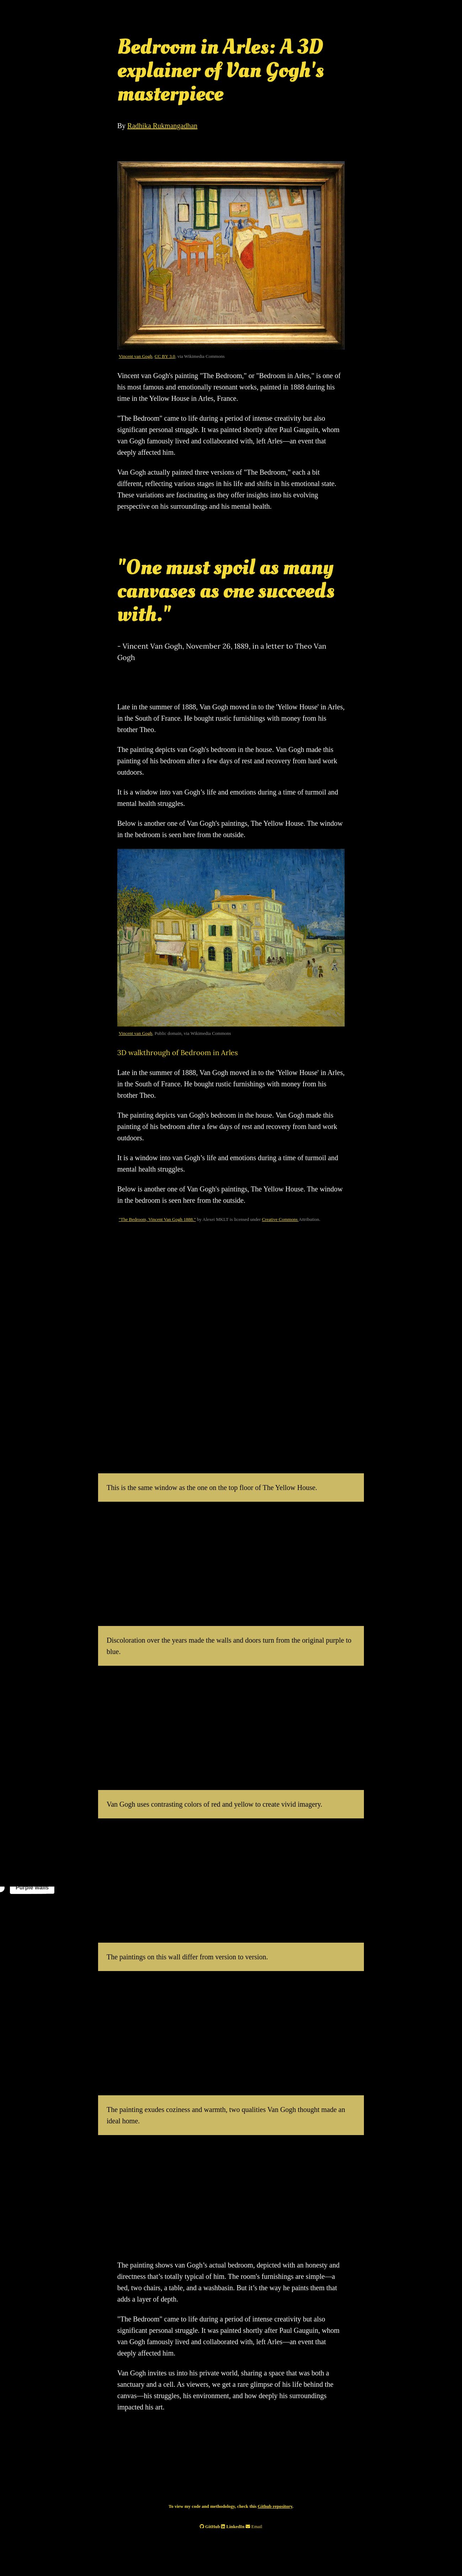 Bedroom in Arles: A 3D
explainer of Van Gogh's
masterpiece
By Radhika Rukmangadhan
Vincent van Gogh, CC BY 3.0, via Wikimedia Commons
Vincent van Gogh's painting "The Bedroom," or "Bedroom in Arles," is one of
his most famous and emotionally resonant works, painted in 1888 during his
time in the Yellow House in Arles, France.
"The Bedroom" came to life during a period of intense creativity but also
significant personal struggle. It was painted shortly after Paul Gauguin, whom
van Gogh famously lived and collaborated with, left Arles—an event that
deeply affected him.
Van Gogh actually painted three versions of "The Bedroom," each a bit
different, reflecting various stages in his life and shifts in his emotional state.
These variations are fascinating as they offer insights into his evolving
perspective on his surroundings and his mental health.
"One must spoil as many
canvases as one succeeds
with."
- Vincent Van Gogh, November 26, 1889, in a letter to Theo Van
Gogh
Late in the summer of 1888, Van Gogh moved in to the 'Yellow House' in Arles,
in the South of France. He bought rustic furnishings with money from his
brother Theo.
The painting depicts van Gogh's bedroom in the house. Van Gogh made this
painting of his bedroom after a few days of rest and recovery from hard work
outdoors.
It is a window into van Gogh’s life and emotions during a time of turmoil and
mental health struggles.
Below is another one of Van Gogh's paintings, The Yellow House. The window
in the bedroom is seen here from the outside.
Vincent van Gogh, Public domain, via Wikimedia Commons
3D walkthrough of Bedroom in Arles
Late in the summer of 1888, Van Gogh moved in to the 'Yellow House' in Arles,
in the South of France. He bought rustic furnishings with money from his
brother Theo.
The painting depicts van Gogh's bedroom in the house. Van Gogh made this
painting of his bedroom after a few days of rest and recovery from hard work
outdoors.
It is a window into van Gogh’s life and emotions during a time of turmoil and
mental health struggles.
Below is another one of Van Gogh's paintings, The Yellow House. The window
in the bedroom is seen here from the outside.
"The Bedroom, Vincent Van Gogh 1888." by Alexei MKLT is licensed under Creative Commons Attribution.
This is the same window as the one on the top floor of The Yellow House.
Discoloration over the years made the walls and doors turn from the original purple to
blue.
Van Gogh uses contrasting colors of red and yellow to create vivid imagery.
Purple Walls
The paintings on this wall differ from version to version.
The painting exudes coziness and warmth, two qualities Van Gogh thought made an
ideal home.
The painting shows van Gogh’s actual bedroom, depicted with an honesty and
directness that’s totally typical of him. The room's furnishings are simple—a
bed, two chairs, a table, and a washbasin. But it’s the way he paints them that
adds a layer of depth.
"The Bedroom" came to life during a period of intense creativity but also
significant personal struggle. It was painted shortly after Paul Gauguin, whom
van Gogh famously lived and collaborated with, left Arles—an event that
deeply affected him.
Van Gogh invites us into his private world, sharing a space that was both a
sanctuary and a cell. As viewers, we get a rare glimpse of his life behind the
canvas—his struggles, his environment, and how deeply his surroundings
impacted his art.
To view my code and methodology, check this Github repository.
GitHub LinkedIn Email